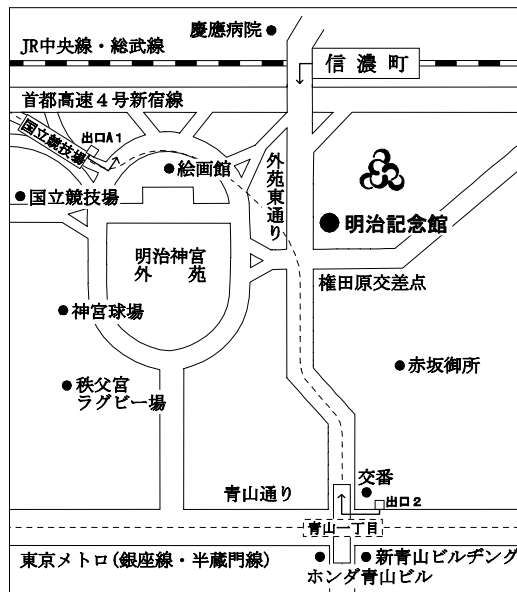 慶應病院
JR中央線・総武線
信濃町
首都高速4号新宿線
国立競技場
出口A1
絵画館
外苑東通り
国立競技場
明治記念館
明治神宮
外苑
権田原交差点
神宮球場
赤坂御所
秩父宮
ラグビー場
交番
青山通り
出口2
青山一丁目
東京メトロ(銀座線・半蔵門線)
新青山ビルヂング
ホンダ青山ビル